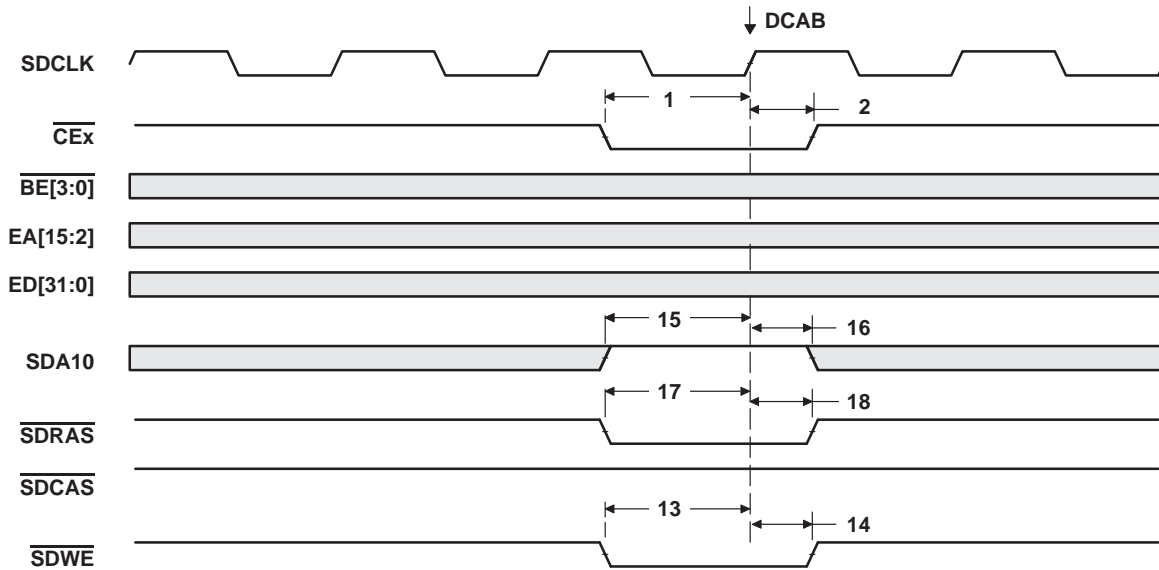 DCAB
SDCLK
1
2
CEx
BE[3:0]
EA[15:2]
ED[31:0]
15
16
SDA10
17
18
SDRAS
SDCAS
13
14
SDWE